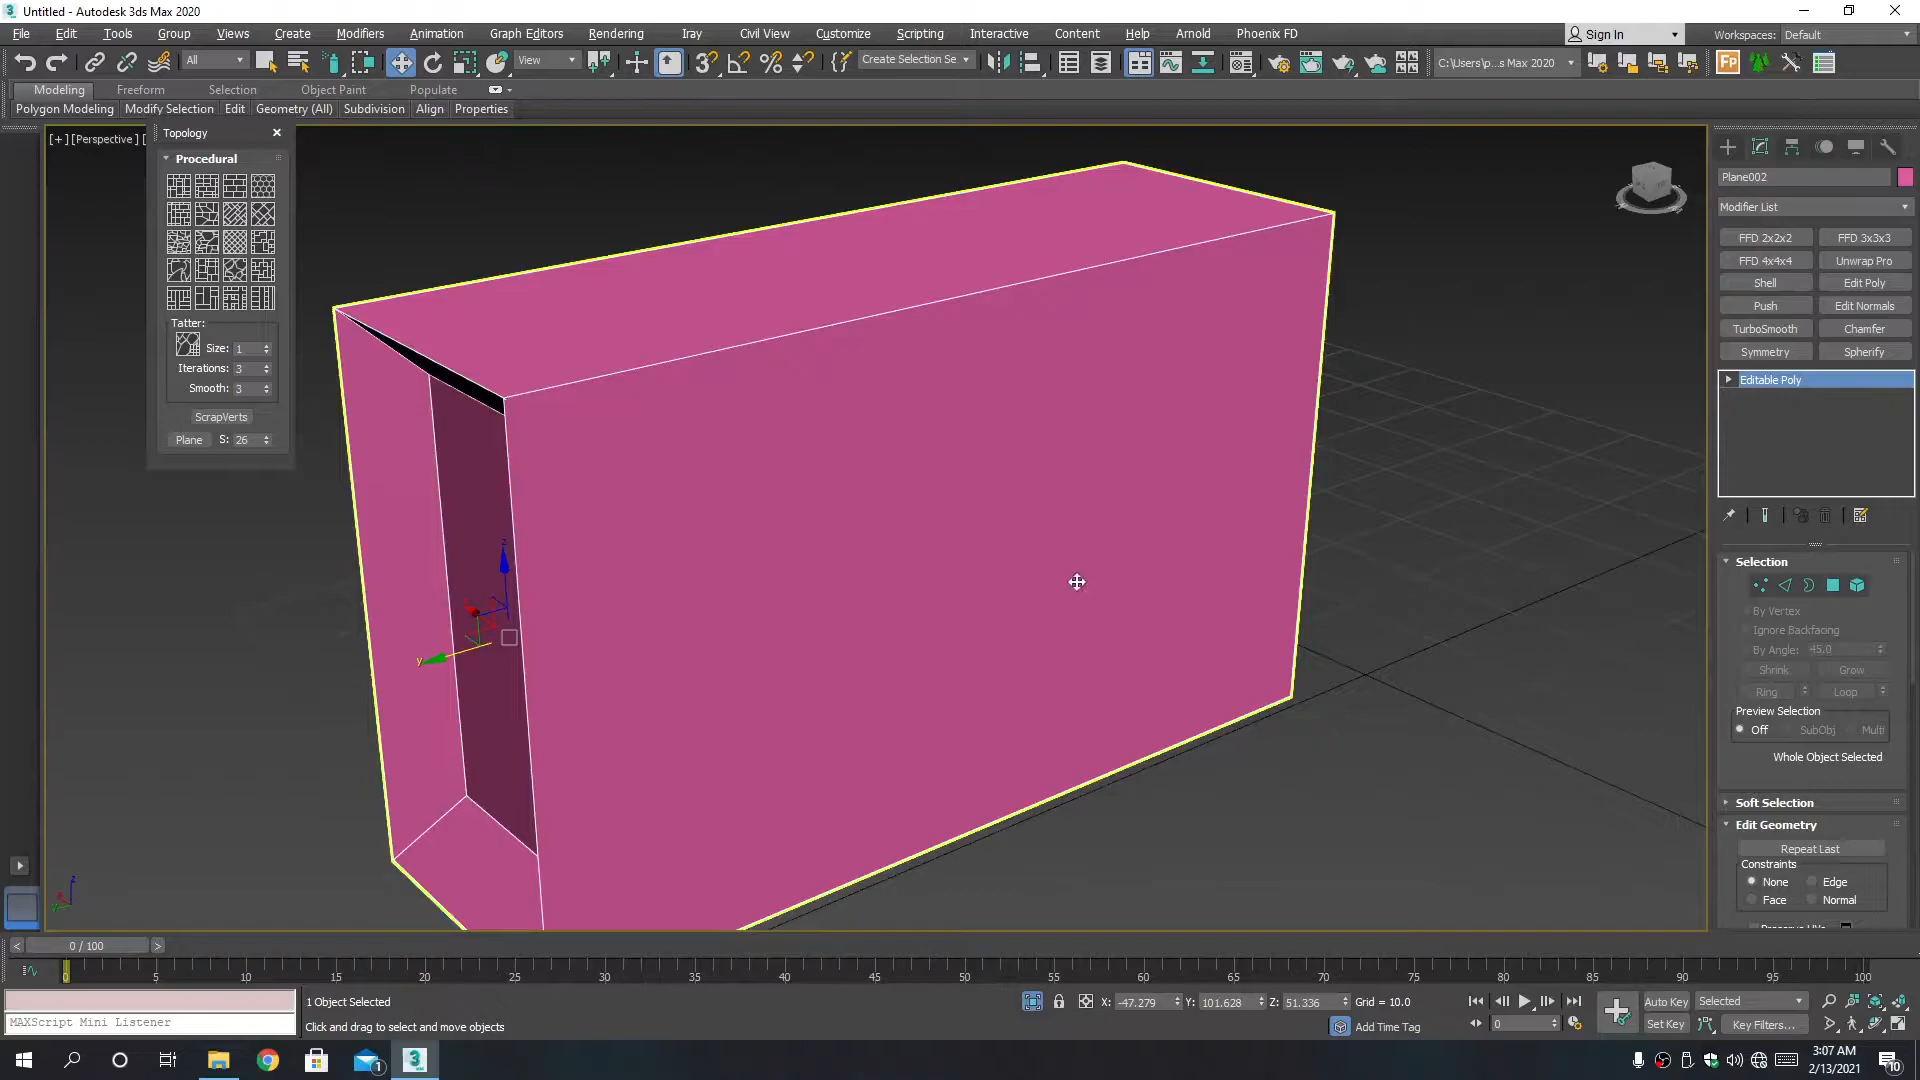 Untitled - Autodesk 3ds Max 2020
File Edit Tools Group Views Create Modifiers Animation Graph Editors Rendering Iray Civil View Customize Scripting Interactive Content Help Arnold Phoenix FD Sign In Workspaces: Default
All View Create Selection Se C:\Users\p...s Max 2020
Modeling Freeform Selection Object Paint Populate
Polygon Modeling Modify Selection Edit Geometry (All) Subdivision Align Properties
[+] [Perspective] [
Topology
Procedural
Tatter:
Size: 1
Iterations: 3
Smooth: 3
ScrapVerts
Plane S: 26
z
y
Plane002
Modifier List
FFD 2x2x2 FFD 3x3x3
FFD 4x4x4 Unwrap Pro
Shell Edit Poly
Push Edit Normals
TurboSmooth Chamfer
Symmetry Spherify
Editable Poly
Selection
By Vertex
Ignore Backfacing
By Angle: 45.0
Shrink Grow
Ring Loop
Preview Selection
Off SubObj Multi
Whole Object Selected
Soft Selection
Edit Geometry
Repeat Last
Constraints
None Edge
Face Normal
Preserve UVs
z
y
0 / 100
0 5 10 15 20 25 30 35 40 45 50 55 60 65 70 75 80 85 90 95 100
1 Object Selected
X: -47.279 Y: 101.628 Z: 51.336 Grid = 10.0
Auto Key Selected
MAXScript Mini Listener
Click and drag to select and move objects
Add Time Tag
0
Set Key Key Filters...
3:07 AM
2/13/2021
1
10